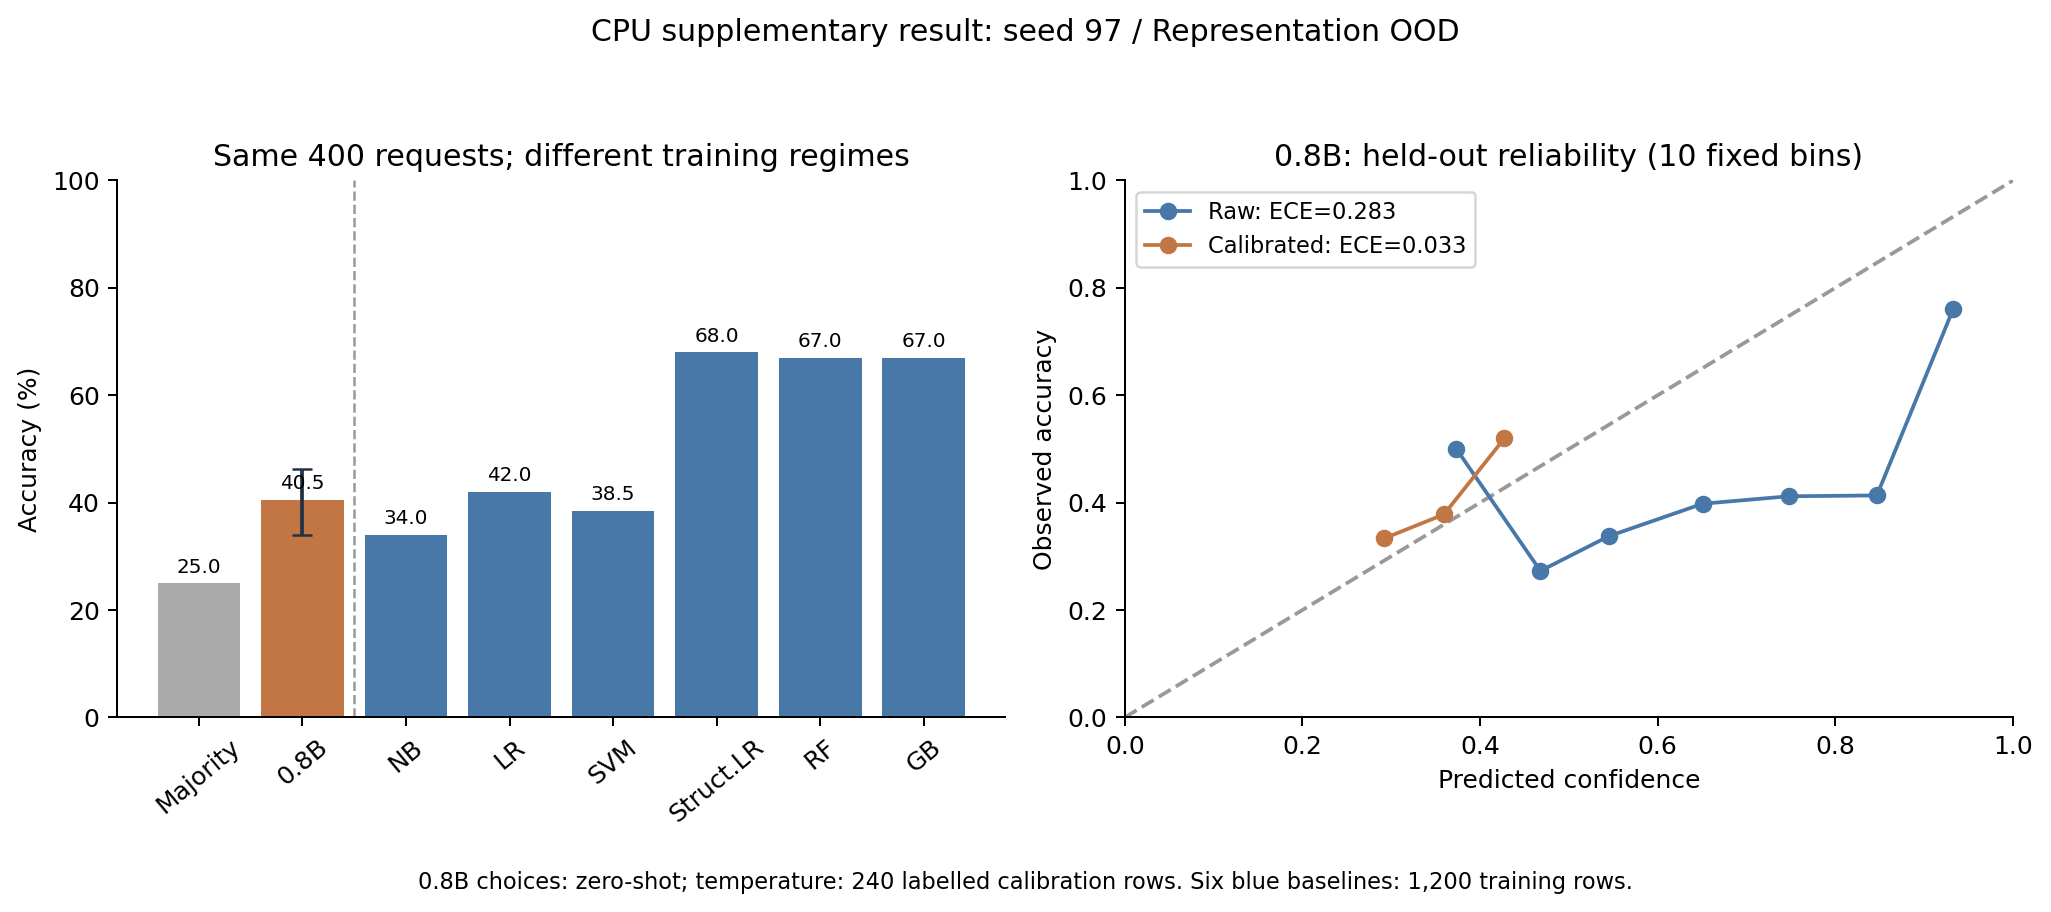 CPU supplementary result: seed 97 / Representation OOD
Same 400 requests; different training regimes
100
80
60
40
20
0
Accuracy (%)
25.0
40.5
34.0
42.0
38.5
68.0
67.0
67.0
Majority
0.8B
NB
LR
SVM
Struct.LR
RF
GB
0.8B: held-out reliability (10 fixed bins)
Raw: ECE=0.283
Calibrated: ECE=0.033
1.0
0.8
0.6
0.4
0.2
0.0
Observed accuracy
0.0
0.2
0.4
0.6
0.8
1.0
Predicted confidence
0.8B choices: zero-shot; temperature: 240 labelled calibration rows. Six blue baselines: 1,200 training rows.